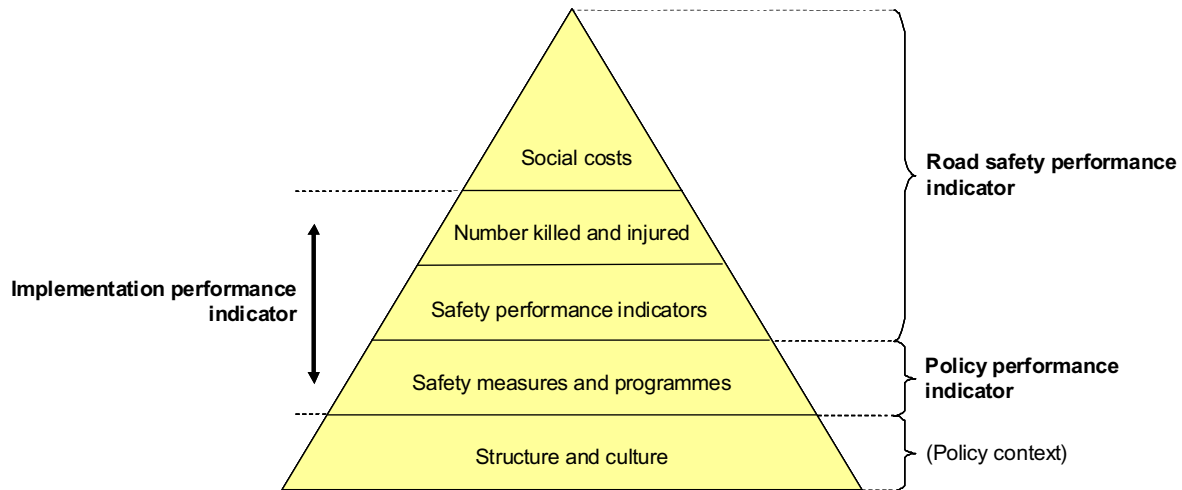 Social costs
Road safety performance
indicator
Number killed and injured
Implementation performance
indicator
Safety performance indicators
Safety measures and programmes
Policy performance
indicator
Structure and culture
(Policy context)